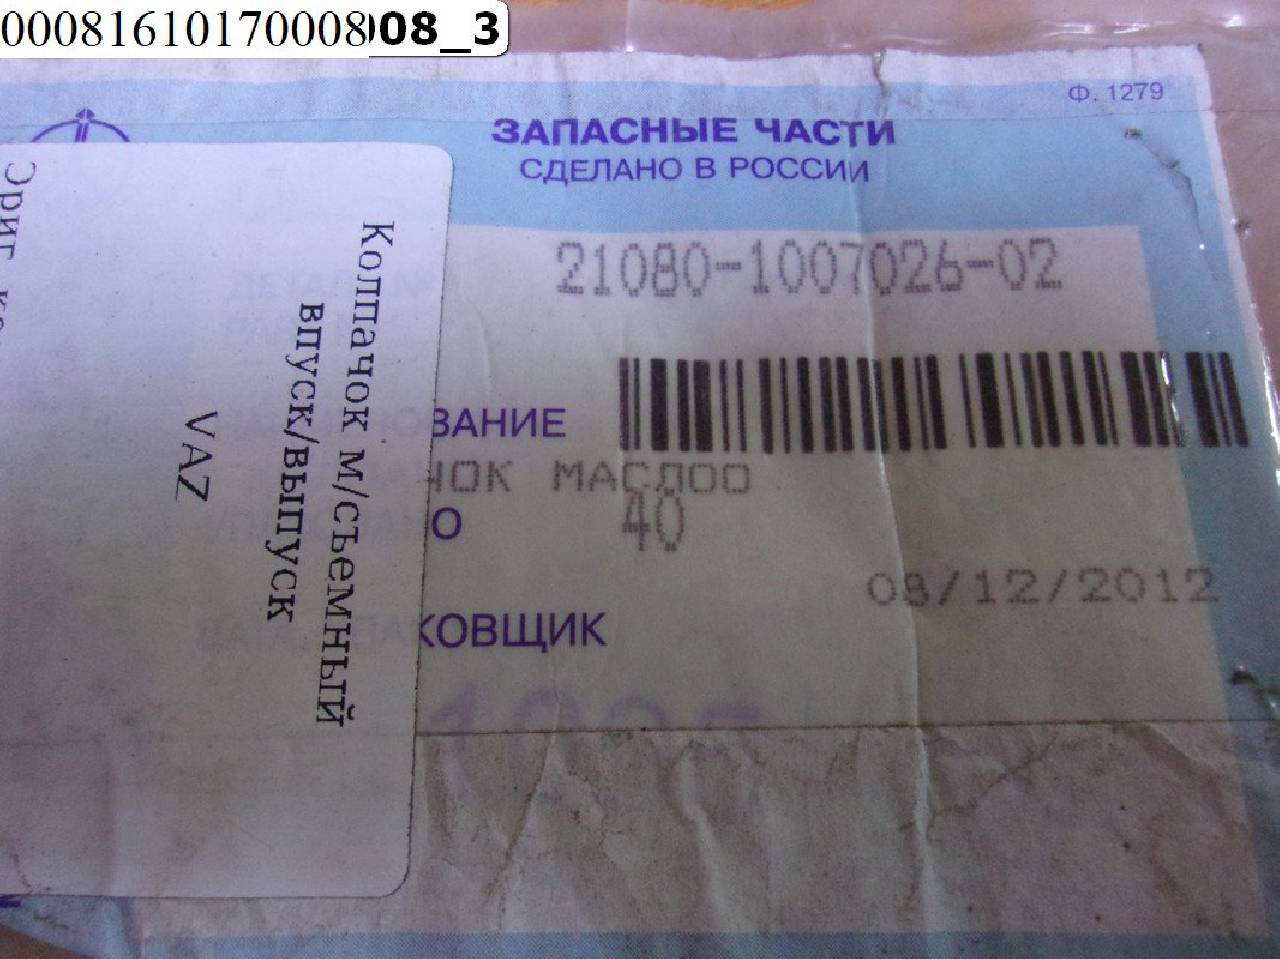 00081610170008
08_3
Ф. 1279
ЗАПАСНЫЕ ЧАСТИ
СДЕЛАНО В РОССИИ
21080-1007026-02
ВАНИЕ
ЧОК МАСЛОО
О
40
08/12/2012
КОВЩИК
Колпачок м/съемный
впуск/выпуск
VAZ
Ориг